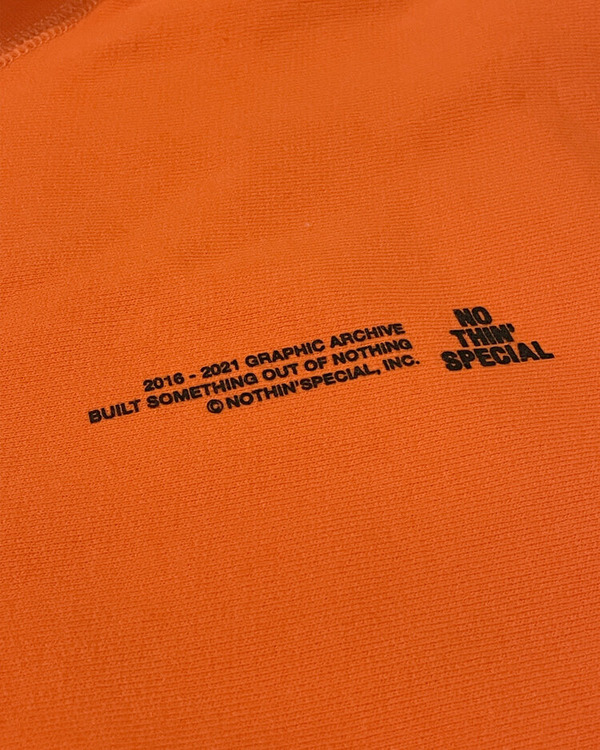 2016 - 2021 GRAPHIC ARCHIVE
BUILT SOMETHING OUT OF NOTHING
©NOTHIN'SPECIAL, INC.
NO
THIN'
SPECIAL